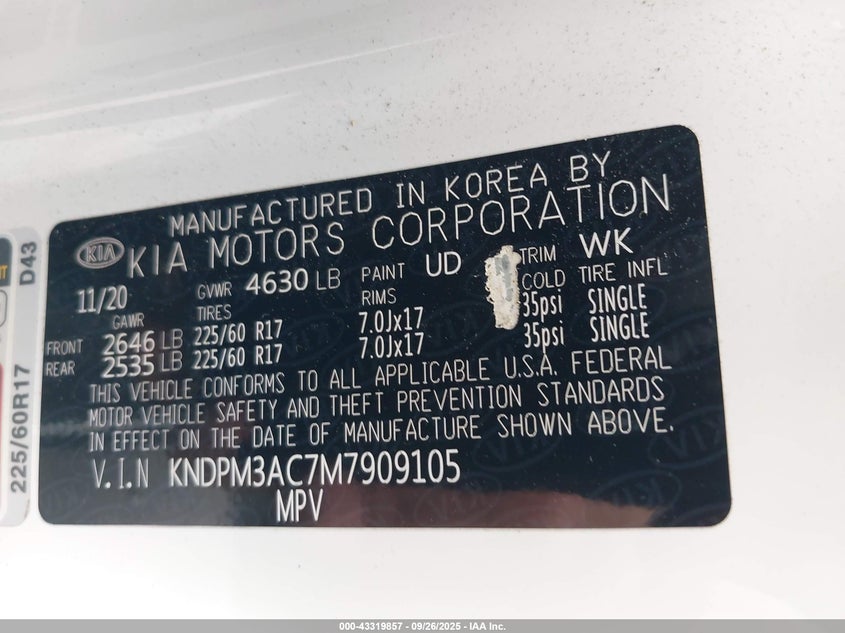 MANUFACTURED IN KOREA BY
KIA KIA MOTORS CORPORATION
11/20 GVWR 4630 LB PAINT UD TRIM WK
GAWR TIRES RIMS COLD TIRE INFL
FRONT 2646 LB 225/60 R17 7.0Jx17 35psi SINGLE
REAR 2535 LB 225/60 R17 7.0Jx17 35psi SINGLE
THIS VEHICLE CONFORMS TO ALL APPLICABLE U.S.A. FEDERAL
MOTOR VEHICLE SAFETY AND THEFT PREVENTION STANDARDS
IN EFFECT ON THE DATE OF MANUFACTURE SHOWN ABOVE.
V.I.N KNDPM3AC7M7909105
MPV
D43
225/60R17
000-43319857 - 09/26/2025 - IAA Inc.